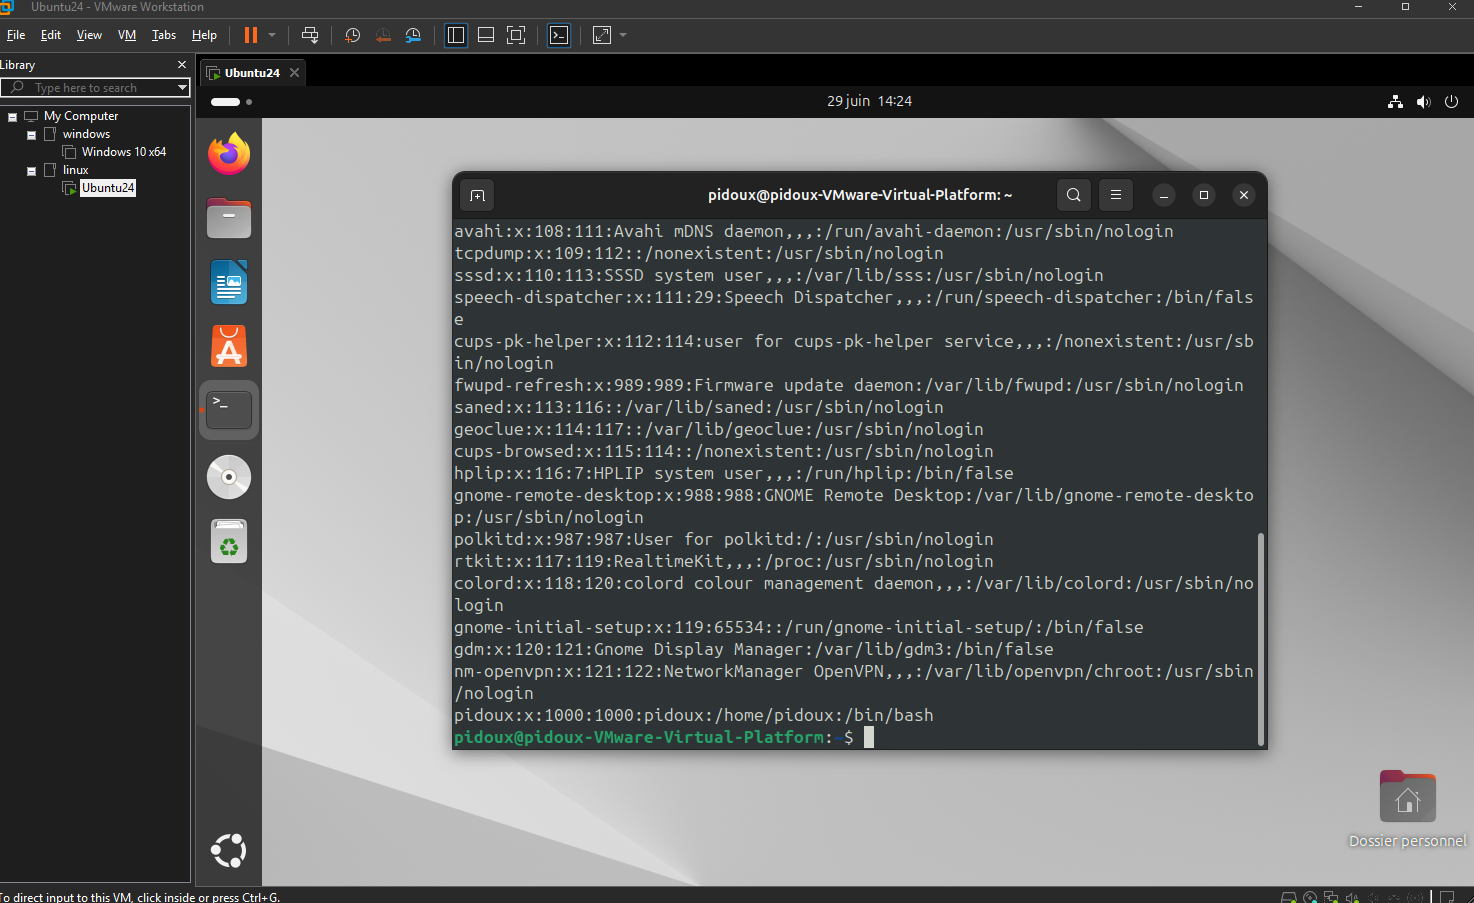 Ubuntu24 - VMware Workstation
File Edit View VM Tabs Help
Library
Type here to search
My Computer
windows
Windows 10 x64
linux
Ubuntu24
Ubuntu24
29 juin 14:24
pidoux@pidoux-VMware-Virtual-Platform: ~
avahi:x:108:111:Avahi mDNS daemon,,,:/run/avahi-daemon:/usr/sbin/nologin
tcpdump:x:109:112::/nonexistent:/usr/sbin/nologin
sssd:x:110:113:SSSD system user,,,:/var/lib/sss:/usr/sbin/nologin
speech-dispatcher:x:111:29:Speech Dispatcher,,,:/run/speech-dispatcher:/bin/fals
e
cups-pk-helper:x:112:114:user for cups-pk-helper service,,,:/nonexistent:/usr/sb
in/nologin
fwupd-refresh:x:989:989:Firmware update daemon:/var/lib/fwupd:/usr/sbin/nologin
saned:x:113:116::/var/lib/saned:/usr/sbin/nologin
geoclue:x:114:117::/var/lib/geoclue:/usr/sbin/nologin
cups-browsed:x:115:114::/nonexistent:/usr/sbin/nologin
hplip:x:116:7:HPLIP system user,,,:/run/hplip:/bin/false
gnome-remote-desktop:x:988:988:GNOME Remote Desktop:/var/lib/gnome-remote-deskto
p:/usr/sbin/nologin
polkitd:x:987:987:User for polkitd:/:/usr/sbin/nologin
rtkit:x:117:119:RealtimeKit,,,:/proc:/usr/sbin/nologin
colord:x:118:120:colord colour management daemon,,,:/var/lib/colord:/usr/sbin/no
login
gnome-initial-setup:x:119:65534::/run/gnome-initial-setup/:/bin/false
gdm:x:120:121:Gnome Display Manager:/var/lib/gdm3:/bin/false
nm-openvpn:x:121:122:NetworkManager OpenVPN,,,:/var/lib/openvpn/chroot:/usr/sbin
/nologin
pidoux:x:1000:1000:pidoux:/home/pidoux:/bin/bash
pidoux@pidoux-VMware-Virtual-Platform:~$
Dossier personnel
To direct input to this VM, click inside or press Ctrl+G.